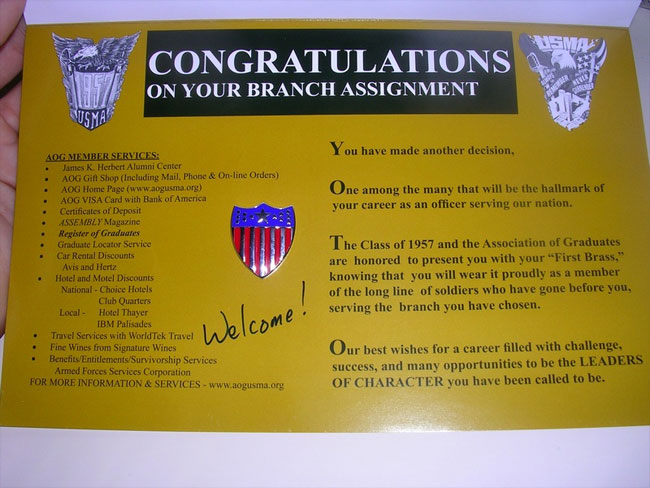 1957
USMA
CONGRATULATIONS
ON YOUR BRANCH ASSIGNMENT
USMA
REMEMBER
NEVER
SURRENDER
07
AOG MEMBER SERVICES:
• James K. Herbert Alumni Center
• AOG Gift Shop (Including Mail, Phone & On-line Orders)
• AOG Home Page (www.aogusma.org)
• AOG VISA Card with Bank of America
• Certificates of Deposit
• ASSEMBLY Magazine
• Register of Graduates
• Graduate Locator Service
• Car Rental Discounts
Avis and Hertz
• Hotel and Motel Discounts
National - Choice Hotels
Club Quarters
Local - Hotel Thayer
IBM Palisades
• Travel Services with WorldTek Travel
• Fine Wines from Signature Wines
• Benefits/Entitlements/Survivorship Services
Armed Forces Services Corporation
FOR MORE INFORMATION & SERVICES - www.aogusma.org
Welcome!
You have made another decision,
One among the many that will be the hallmark of
your career as an officer serving our nation.
The Class of 1957 and the Association of Graduates
are honored to present you with your “First Brass,”
knowing that you will wear it proudly as a member
of the long line of soldiers who have gone before you,
serving the branch you have chosen.
Our best wishes for a career filled with challenge,
success, and many opportunities to be the LEADERS
OF CHARACTER you have been called to be.